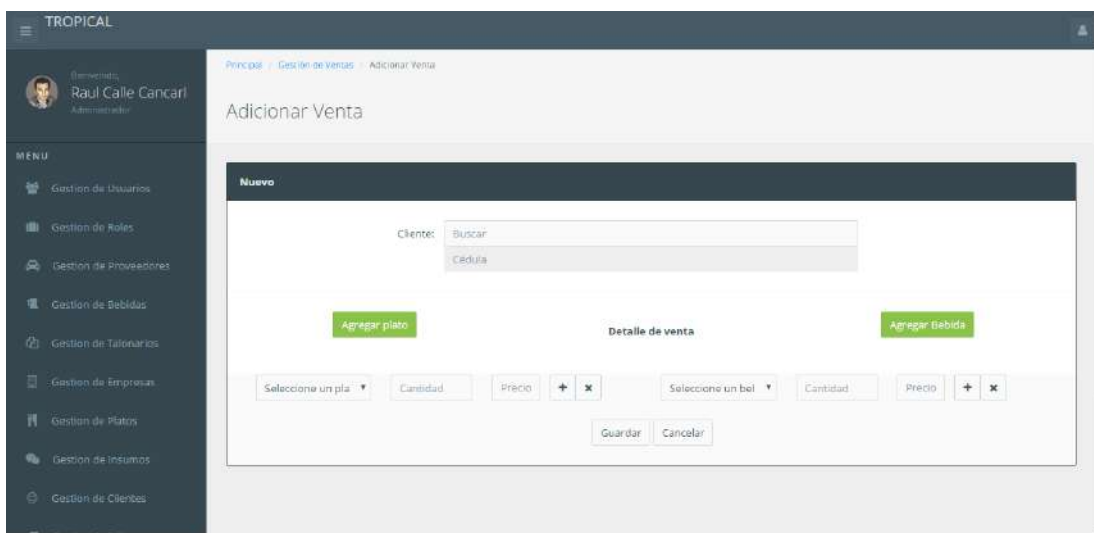 TROPICAL
Bienvenido,
Raul Calle Cancari
Administrador
MENU
Gestion de Usuarios
Gestion de Roles
Gestion de Proveedores
Gestion de Bebidas
Gestion de Talonarios
Gestion de Empresas
Gestion de Platos
Gestion de Insumos
Gestion de Clientes
Principal / Gestión de Ventas / Adicionar Venta
Adicionar Venta
Nuevo
Cliente: Buscar
Cedula
Agregar plato
Detalle de venta
Agregar Bebida
Seleccione un pla Cantidad Precio Seleccione un bel Cantidad Precio
Guardar Cancelar